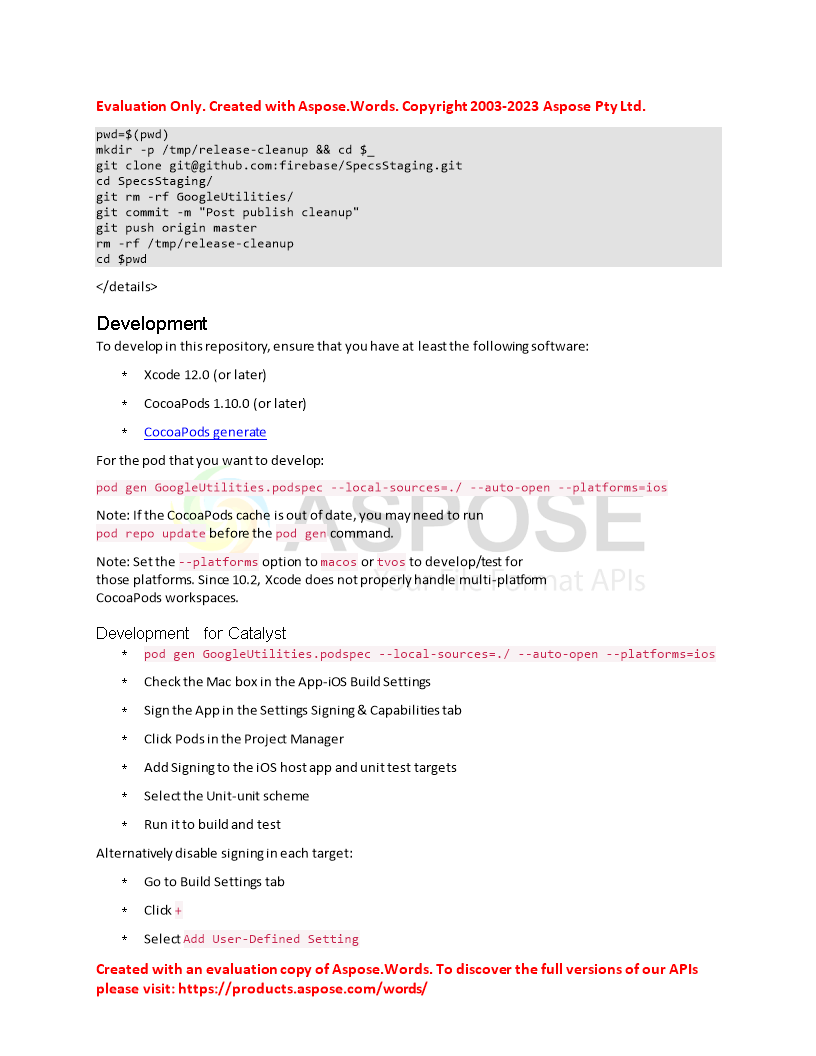 Evaluation Only. Created with Aspose.Words. Copyright 2003-2023 Aspose Pty Ltd.
pwd=$(pwd)
mkdir -p /tmp/release-cleanup && cd $_
git clone git@github.com:firebase/SpecsStaging.git
cd SpecsStaging/
git rm -rf GoogleUtilities/
git commit -m "Post publish cleanup"
git push origin master
rm -rf /tmp/release-cleanup
cd $pwd
</details>
Development
To develop in this repository, ensure that you have at least the following software:
* Xcode 12.0 (or later)
* CocoaPods 1.10.0 (or later)
* CocoaPods generate
For the pod that you want to develop:
pod gen GoogleUtilities.podspec --local-sources=./ --auto-open --platforms=ios
ASPOSE
Note: If the CocoaPods cache is out of date, you may need to run
pod repo update before the pod gen command.
Note: Set the --platforms option to macos or tvos to develop/test for
those platforms. Since 10.2, Xcode does not properly handle multi-platform
Your File Format APIs
CocoaPods workspaces.
Development for Catalyst
* pod gen GoogleUtilities.podspec --local-sources=./ --auto-open --platforms=ios
* Check the Mac box in the App-iOS Build Settings
* Sign the App in the Settings Signing & Capabilities tab
* Click Pods in the Project Manager
* Add Signing to the iOS host app and unit test targets
* Select the Unit-unit scheme
* Run it to build and test
Alternatively disable signing in each target:
* Go to Build Settings tab
* Click +
* Select Add User-Defined Setting
Created with an evaluation copy of Aspose.Words. To discover the full versions of our APIs
please visit: https://products.aspose.com/words/